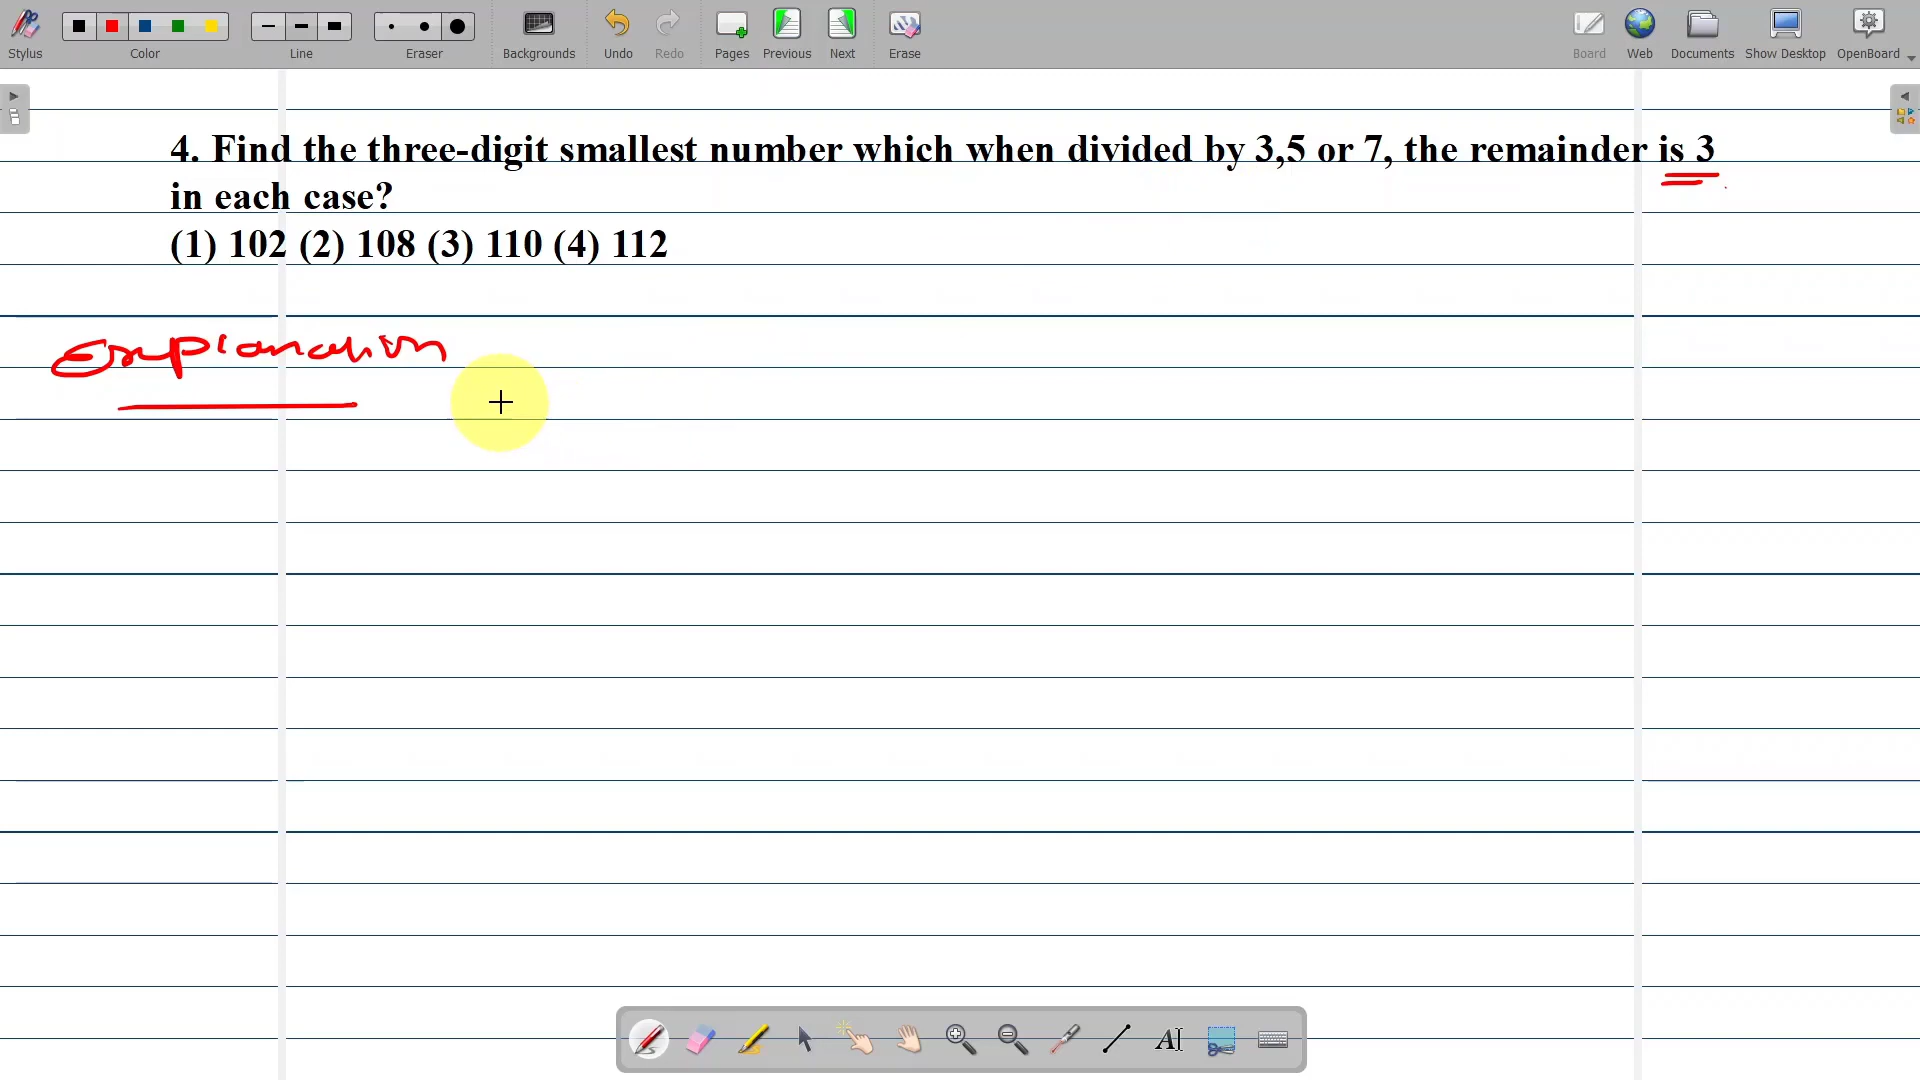 Stylus Color Line Eraser Backgrounds Undo Redo Pages Previous Next Erase Board Web Documents Show Desktop OpenBoard
4. Find the three-digit smallest number which when divided by 3,5 or 7, the remainder is 3
in each case?
(1) 102 (2) 108 (3) 110 (4) 112
Explanation